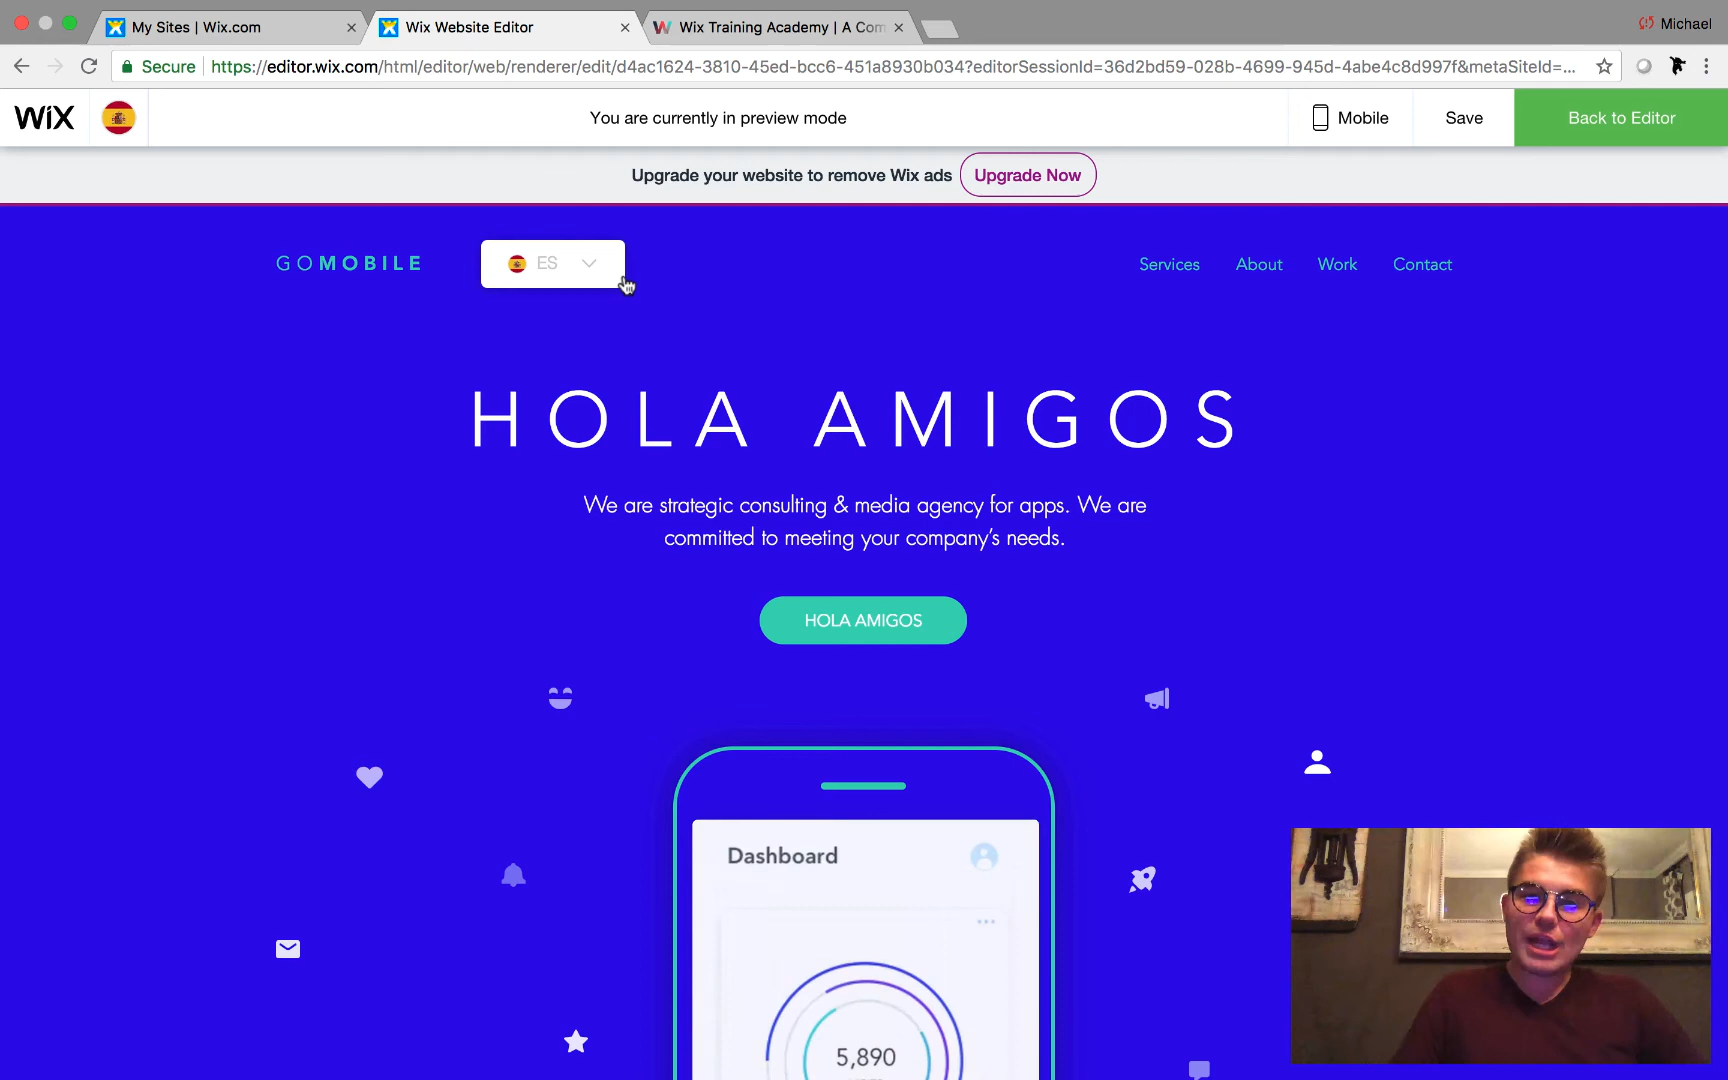 My Sites | Wix.com
Wix Website Editor
Wix Training Academy | A Com
Michael
Secure
https://editor.wix.com/html/editor/web/renderer/edit/d4ac1624-3810-45ed-bcc6-451a8930b034?editorSessionId=36d2bd59-028b-4699-945d-4abe4c8d997f&metaSiteId=...
WiX
You are currently in preview mode
Mobile
Save
Back to Editor
Upgrade your website to remove Wix ads
Upgrade Now
GOMOBILE
ES
Services
About
Work
Contact
HOLA AMIGOS
We are strategic consulting & media agency for apps. We are
committed to meeting your company's needs.
HOLA AMIGOS
Dashboard
5,890